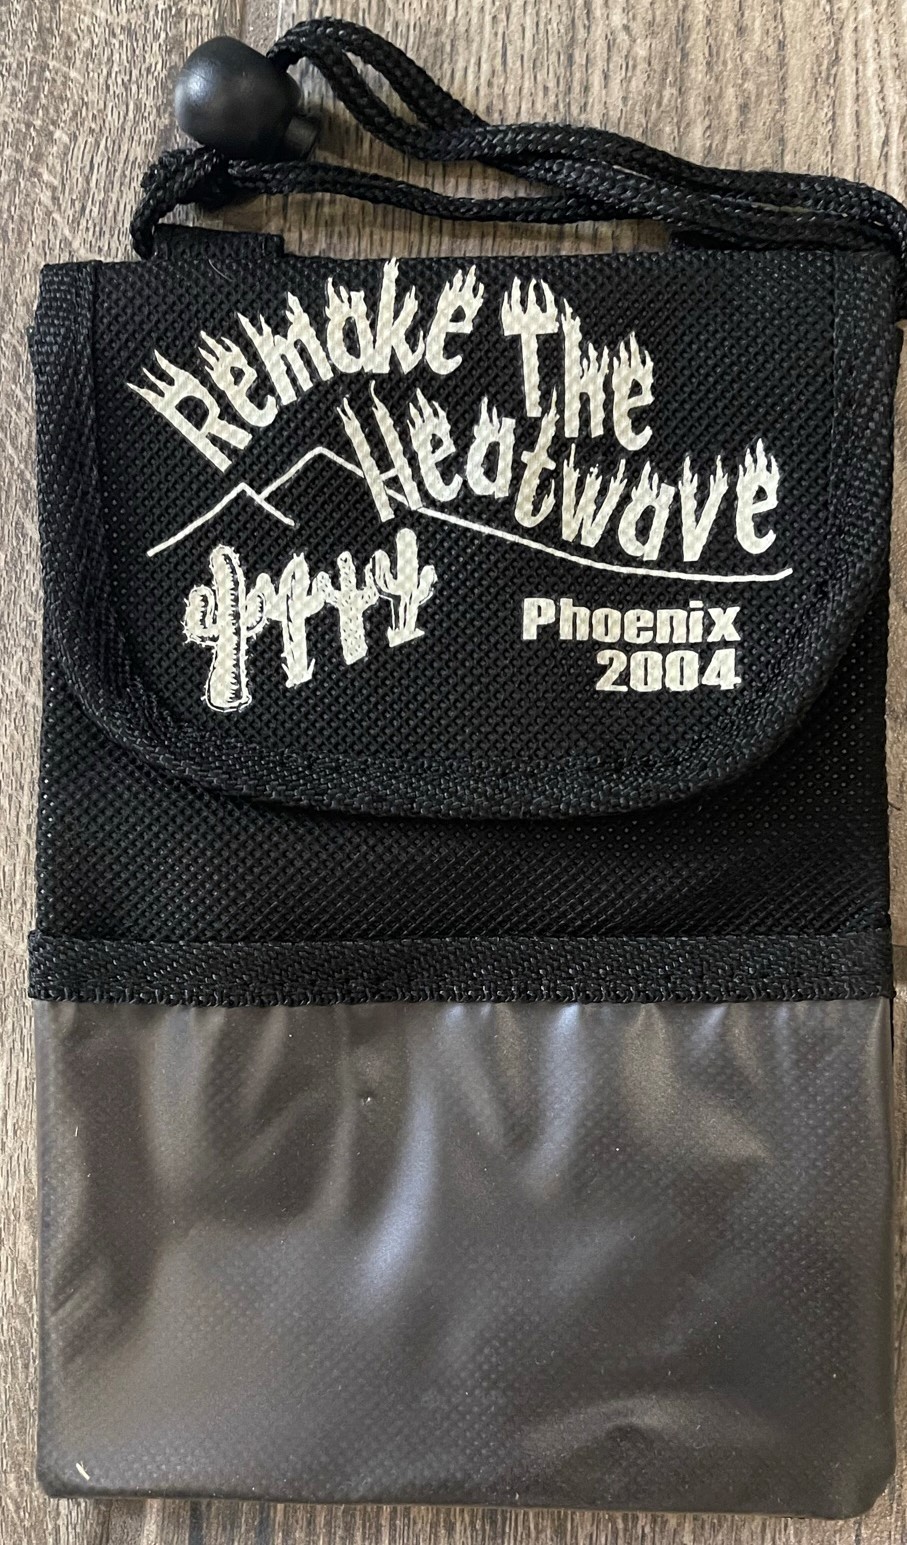 Remake The
Heatwave
Phoenix
2004